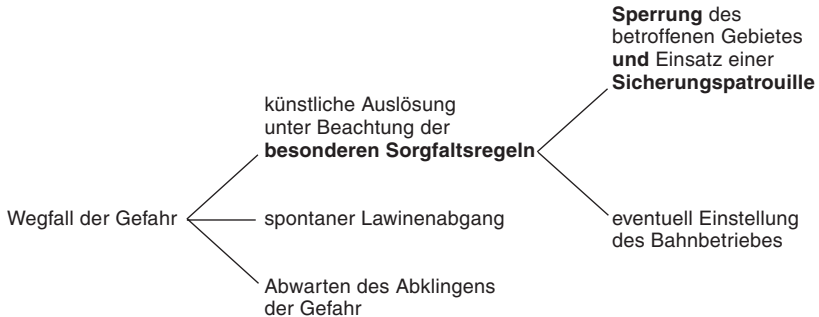 Sperrung des
betroffenen Gebietes
und Einsatz einer
Sicherungspatrouille
künstliche Auslösung
unter Beachtung der
besonderen Sorgfaltsregeln
Wegfall der Gefahr
spontaner Lawinenabgang
eventuell Einstellung
des Bahnbetriebes
Abwarten des Abklingens
der Gefahr